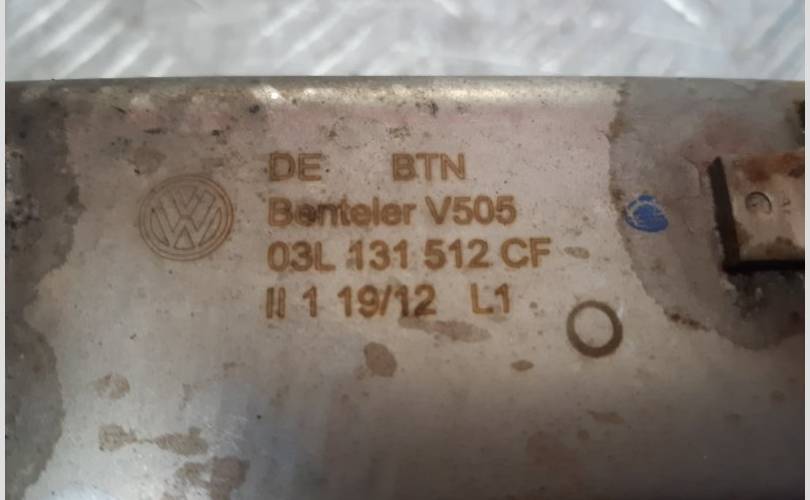 DE BTN
Benteler V505
03L 131 512 CF
II 1 19/12 L1